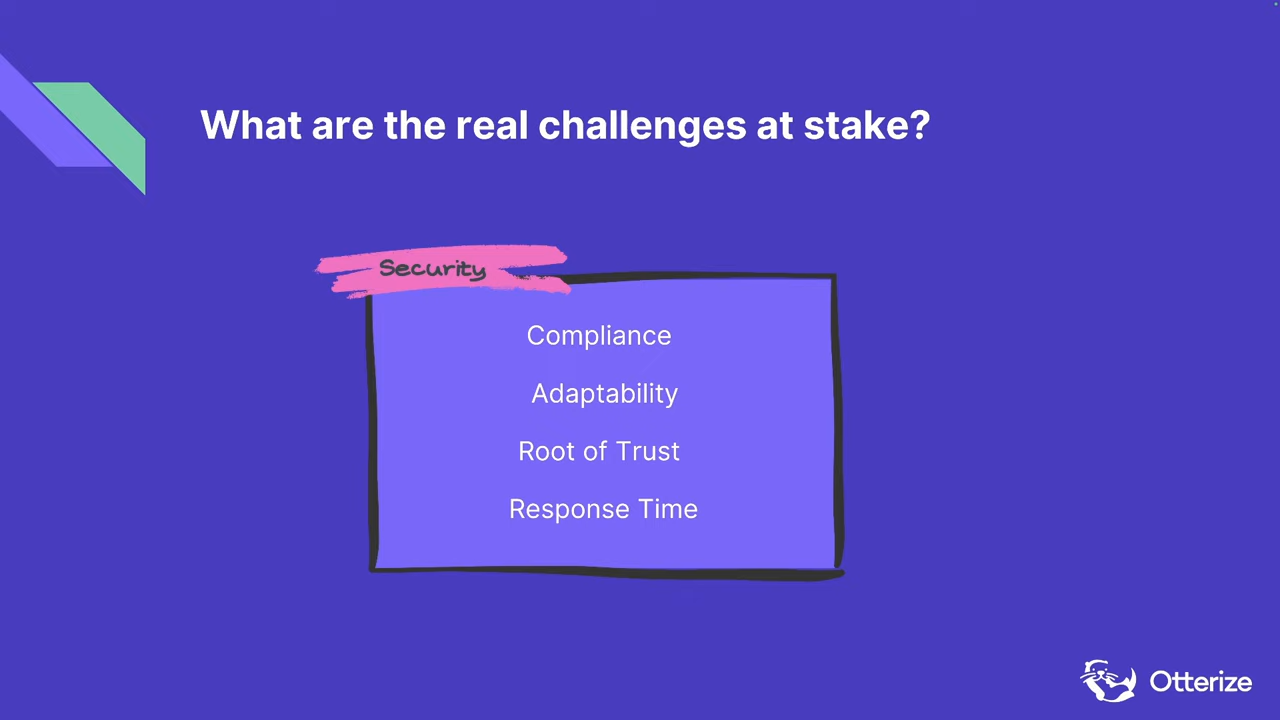 What are the real challenges at stake?
Security
Compliance
Adaptability
Root of Trust
Response Time
Otterize